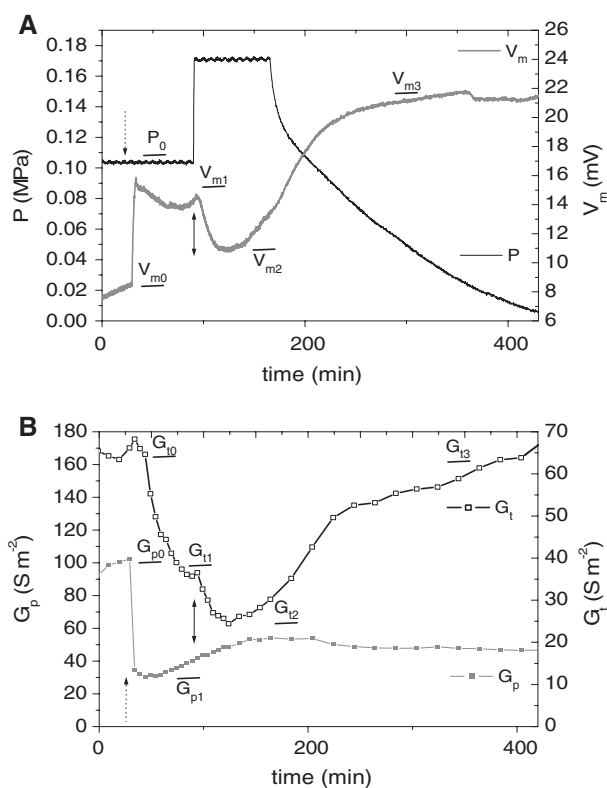 A
0.18
0.16
0.14
0.12
0.10
0.08
0.06
0.04
0.02
0.00
P (MPa)
26
24
22
20
18
16
14
12
10
8
6
V_m (mV)
V_m
V_m3
P_0
V_m1
V_m0
V_m2
P
0
200
400
time (min)
B
180
160
140
120
100
80
60
40
20
0
G_p (S m^-2)
70
60
50
40
30
20
10
0
G_t (S m^-2)
G_t0
G_t3
G_t
G_p0
G_t1
G_t2
G_p1
G_p
0
100
200
300
400
time (min)